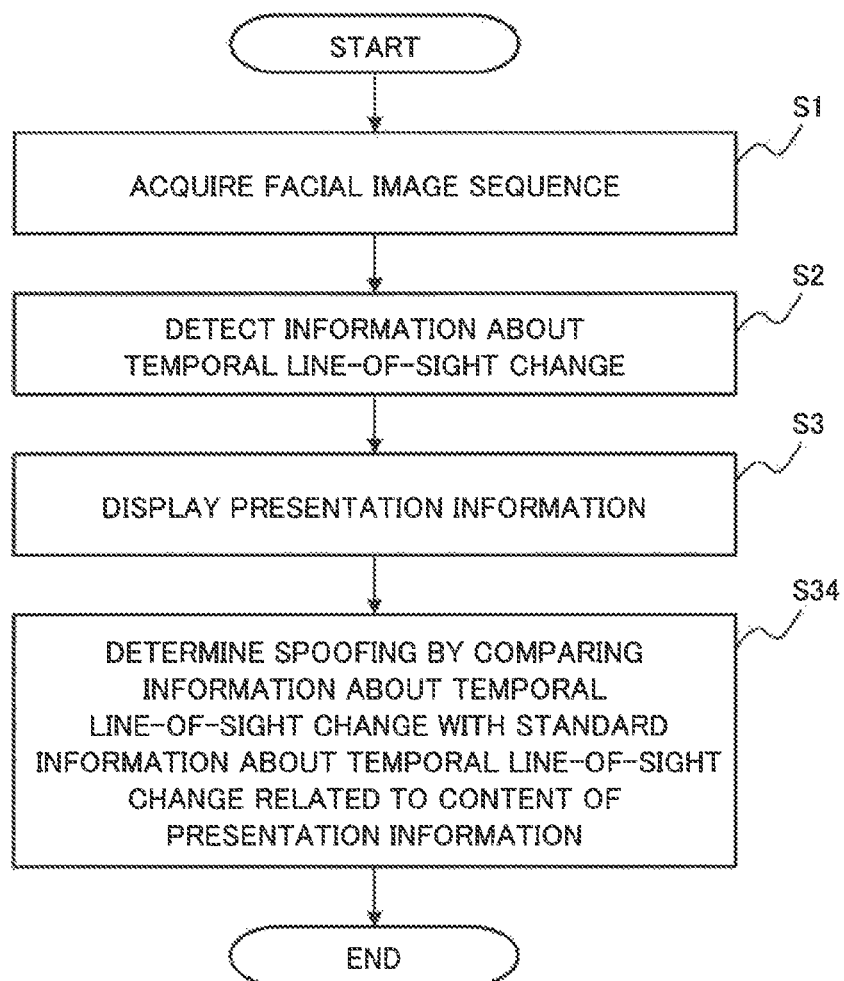 START
S1
ACQUIRE FACIAL IMAGE SEQUENCE
S2
DETECT INFORMATION ABOUT
TEMPORAL LINE-OF-SIGHT CHANGE
S3
DISPLAY PRESENTATION INFORMATION
S34
DETERMINE SPOOFING BY COMPARING
INFORMATION ABOUT TEMPORAL
LINE-OF-SIGHT CHANGE WITH STANDARD
INFORMATION ABOUT TEMPORAL LINE-OF-SIGHT
CHANGE RELATED TO CONTENT OF
PRESENTATION INFORMATION
END